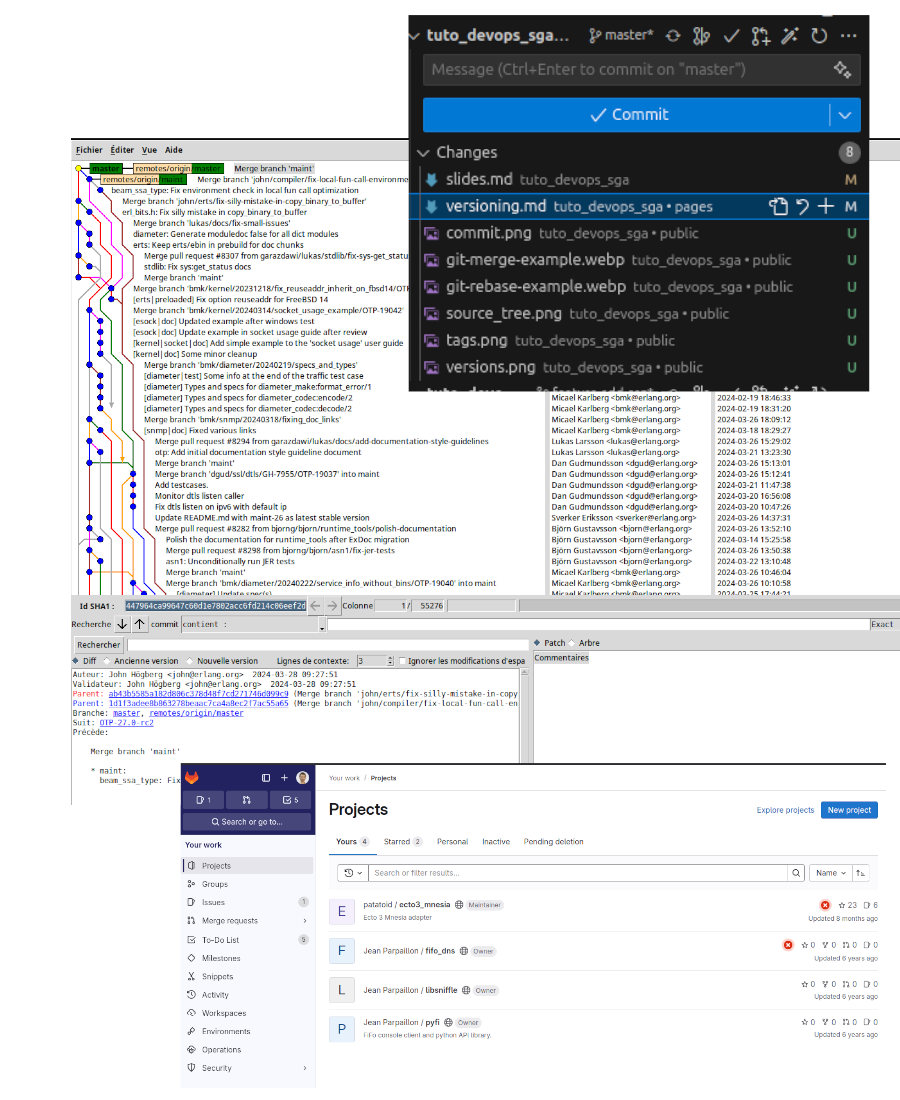 tuto_devops_sga... master*
Message (Ctrl+Enter to commit on "master")
Commit
Changes 8
slides.md tuto_devops_sga M
versioning.md tuto_devops_sga • pages M
commit.png tuto_devops_sga • public U
git-merge-example.webp tuto_devops_sga • public U
git-rebase-example.webp tuto_devops_sga • public U
source_tree.png tuto_devops_sga • public U
tags.png tuto_devops_sga • public U
versions.png tuto_devops_sga • public U
Fichier Éditer Vue Aide
master remotes/origin/master Merge branch 'maint'
remotes/origin/maint Merge branch 'john/compiler/fix-local-fun-call-environme
beam_ssa_type: Fix environment check in local fun call optimization
Merge branch 'john/erts/fix-silly-mistake-in-copy_binary_to_buffer'
erl_bits.h: Fix silly mistake in copy_binary_to_buffer
Merge branch 'lukas/docs/fix-small-issues'
diameter: Generate moduledoc false for all dict modules
erts: Keep erts/ebin in prebuild for doc chunks
Merge pull request #8307 from garazdawi/lukas/stdlib/fix-sys-get_statu
stdlib: Fix sys:get_status docs
Merge branch 'maint'
Merge branch 'bmk/kernel/20231218/fix_reuseaddr_inherit_on_fbsd14/OTP
[erts|preloaded] Fix option reuseaddr for FreeBSD 14
Merge branch 'bmk/kernel/20240314/socket_usage_example/OTP-19042'
[esock|doc] Updated example after windows test
[esock|doc] Update example in socket usage guide after review
[kernel|socket|doc] Add simple example to the 'socket usage' user guide
[kernel|doc] Some minor cleanup
Merge branch 'bmk/diameter/20240219/specs_and_types'
[diameter|test] Some info at the end of the traffic test case
[diameter] Types and specs for diameter_make:format_error/1
[diameter] Types and specs for diameter_codec:encode/2
[diameter] Types and specs for diameter_codec:decode/2 Micael Karlberg <bmk@erlang.org> 2024-02-19 18:31:20
Merge branch 'bmk/snmp/20240318/fixing_doc_links' Micael Karlberg <bmk@erlang.org> 2024-03-26 18:09:12
[snmp|doc] Fixed various links Micael Karlberg <bmk@erlang.org> 2024-03-18 18:29:27
Merge pull request #8294 from garazdawi/lukas/docs/add-documentation-style-guidelines Lukas Larsson <lukas@erlang.org> 2024-03-26 15:29:02
otp: Add initial documentation style guideline document Lukas Larsson <lukas@erlang.org> 2024-03-21 13:23:30
Merge branch 'maint' Dan Gudmundsson <dgud@erlang.org> 2024-03-26 15:13:01
Merge branch 'dgud/ssl/dtls/GH-7955/OTP-19037' into maint Dan Gudmundsson <dgud@erlang.org> 2024-03-26 15:12:41
Add testcases. Dan Gudmundsson <dgud@erlang.org> 2024-03-21 11:47:38
Monitor dtls listen caller Dan Gudmundsson <dgud@erlang.org> 2024-03-20 16:56:08
Fix dtls listen on ipv6 with default ip Dan Gudmundsson <dgud@erlang.org> 2024-03-20 10:47:26
Update README.md with maint-26 as latest stable version Sverker Eriksson <sverker@erlang.org> 2024-03-26 14:37:31
Merge pull request #8282 from bjorng/bjorn/runtime_tools/polish-documentation Björn Gustavsson <bjorn@erlang.org> 2024-03-26 13:52:10
Polish the documentation for runtime_tools after ExDoc migration Björn Gustavsson <bjorn@erlang.org> 2024-03-14 15:25:58
Merge pull request #8298 from bjorng/bjorn/asn1/fix-jer-tests Björn Gustavsson <bjorn@erlang.org> 2024-03-26 13:50:38
asn1: Unconditionally run JER tests Björn Gustavsson <bjorn@erlang.org> 2024-03-22 13:10:48
Merge branch 'maint' Micael Karlberg <bmk@erlang.org> 2024-03-26 10:46:04
Merge branch 'bmk/diameter/20240222/service_info_without_bins/OTP-19040' into maint Micael Karlberg <bmk@erlang.org> 2024-03-26 10:10:58
[diameter] Update spec(s) Micael Karlberg <bmk@erlang.org> 2024-03-25 17:44:21
Id SHA1 : 447964ca99647c60d1e7802acc6fd214c06eef2d Colonne 1/ 55276
Recherche commit contient : Exact
Rechercher Patch Arbre
Diff Ancienne version Nouvelle version Lignes de contexte: 3 Ignorer les modifications d'espa Commentaires
Auteur: John Högberg <john@erlang.org> 2024-03-28 09:27:51
Validateur: John Högberg <john@erlang.org> 2024-03-28 09:27:51
Parent: ab43b5585a182d806c378d48f7cd271746d099c9 (Merge branch 'john/erts/fix-silly-mistake-in-copy
Parent: 1d1f3adee8b863278beaac7ca4a8ec2f7ac55a65 (Merge branch 'john/compiler/fix-local-fun-call-en
Branche: master, remotes/origin/master
Suit: OTP-27.0-rc2
Précède:
Merge branch 'maint'
* maint:
beam_ssa_type: Fix
1 5
Search or go to...
Your work
Projects
Groups
Issues 1
Merge requests
To-Do List 5
Milestones
Snippets
Activity
Workspaces
Environments
Operations
Security
Your work / Projects
Projects Explore projects New project
Yours 4 Starred 2 Personal Inactive Pending deletion
Search or filter results... Name
E patatoid / ecto3_mnesia Maintainer 23 6
Ecto 3 Mnesia adapter Updated 8 months ago
F Jean Parpaillon / fifo_dns Owner 0 0 0 0
Updated 6 years ago
L Jean Parpaillon / libsniffle Owner 0 0 0 0
Updated 6 years ago
P Jean Parpaillon / pyfi Owner 0 0 0 0
FiFo console client and python API library. Updated 6 years ago